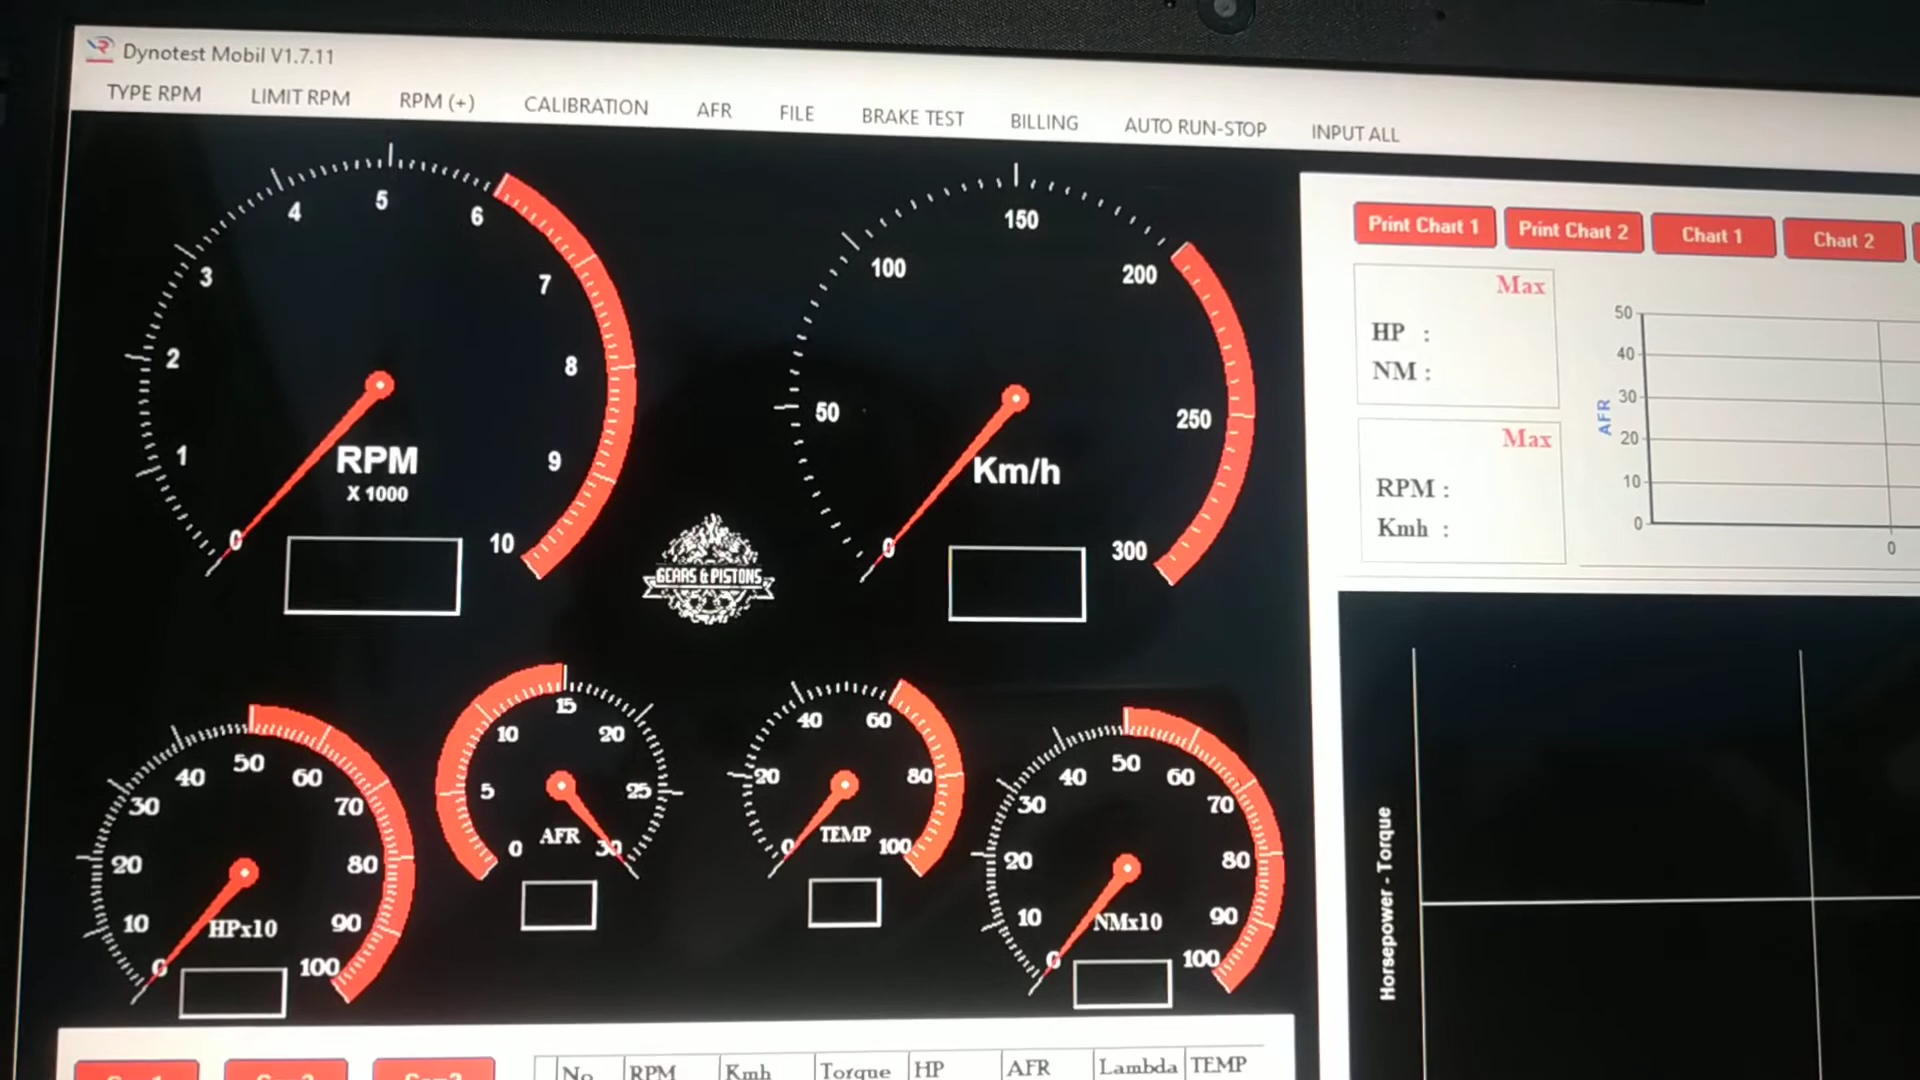 Dynotest Mobil V1.7.11
TYPE RPM LIMIT RPM RPM (+) CALIBRATION AFR FILE BRAKE TEST BILLING AUTO RUN-STOP INPUT ALL
0 1 2 3 4 5 6 7 8 9 10
RPM
X 1000
0 50 100 150 200 250 300
Km/h
GEARS & PISTONS
0 10 20 30 40 50 60 70 80 90 100
HPx10
0 5 10 15 20 25 30
AFR
0 20 40 60 80 100
TEMP
0 10 20 30 40 50 60 70 80 90 100
NMx10
Print Chart 1 Print Chart 2 Chart 1 Chart 2
Max
HP :
NM :
Max
RPM :
Kmh :
AFR
50
40
30
20
10
0
0
Horsepower - Torque
No RPM Kmh Torque HP AFR Lambda TEMP